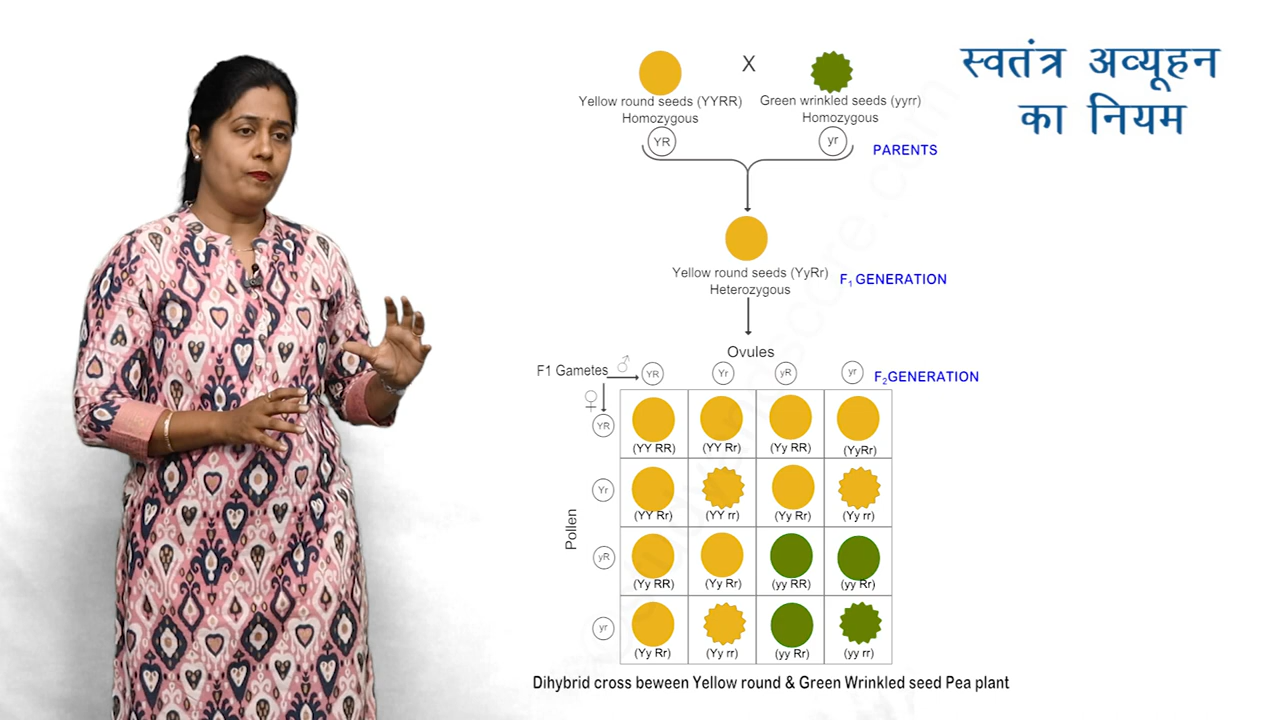 स्वतंत्र अव्यूहन
का नियम
X
Yellow round seeds (YYRR)
Homozygous
Green wrinkled seeds (yyrr)
Homozygous
YR
yr
PARENTS
Yellow round seeds (YyRr)
Heterozygous
F1 GENERATION
Ovules
F1 Gametes
YR Yr yR yr
F2GENERATION
Pollen
YR
(YY RR) (YY Rr) (Yy RR) (YyRr)
Yr
(YY Rr) (YY rr) (Yy Rr) (Yy rr)
yR
(Yy RR) (Yy Rr) (yy RR) (yy Rr)
yr
(Yy Rr) (Yy rr) (yy Rr) (yy rr)
Dihybrid cross beween Yellow round & Green Wrinkled seed Pea plant